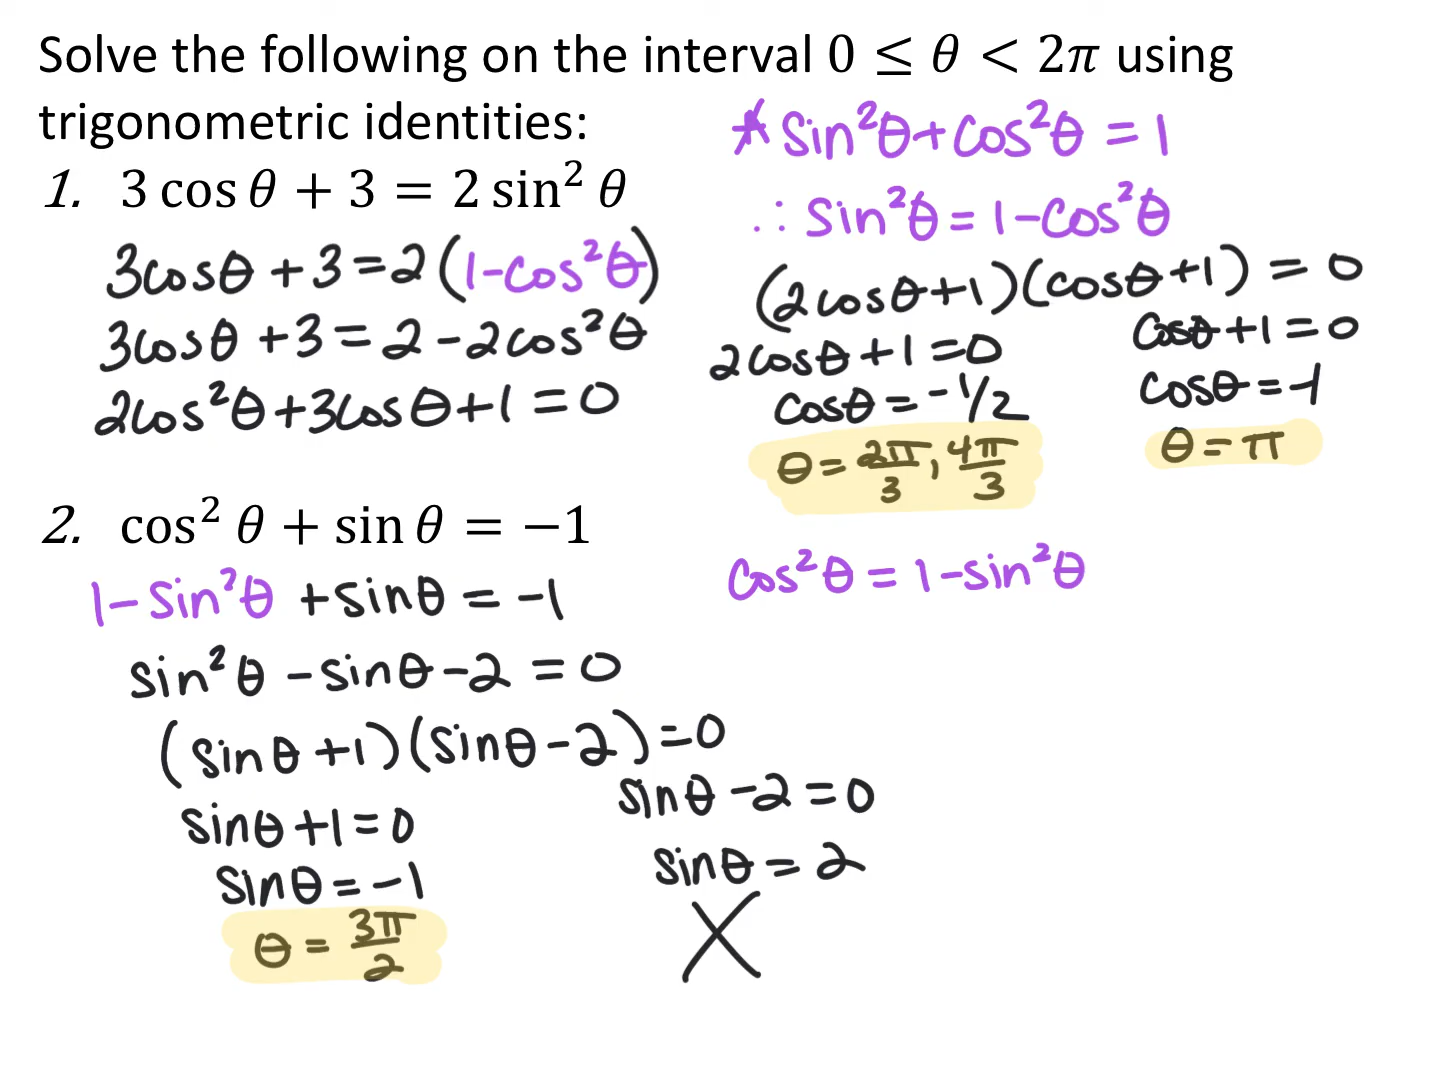 Solve the following on the interval 0 ≤ θ < 2π using
trigonometric identities:
*sin²θ+cos²θ = 1
∴ sin²θ = 1-cos²θ
1. 3 cos θ + 3 = 2 sin² θ
3cosθ + 3 = 2(1-cos²θ)
3cosθ + 3 = 2 - 2cos²θ
2cos²θ + 3cosθ + 1 = 0
(2cosθ+1)(cosθ+1) = 0
2cosθ + 1 = 0
cosθ = -1/2
θ = 2π/3, 4π/3
cosθ + 1 = 0
cosθ = -1
θ = π
2. cos² θ + sin θ = −1
cos²θ = 1-sin²θ
1-sin²θ + sinθ = -1
sin²θ - sinθ - 2 = 0
(sinθ + 1)(sinθ - 2) = 0
sinθ + 1 = 0
sinθ = -1
θ = 3π/2
sinθ - 2 = 0
sinθ = 2
X